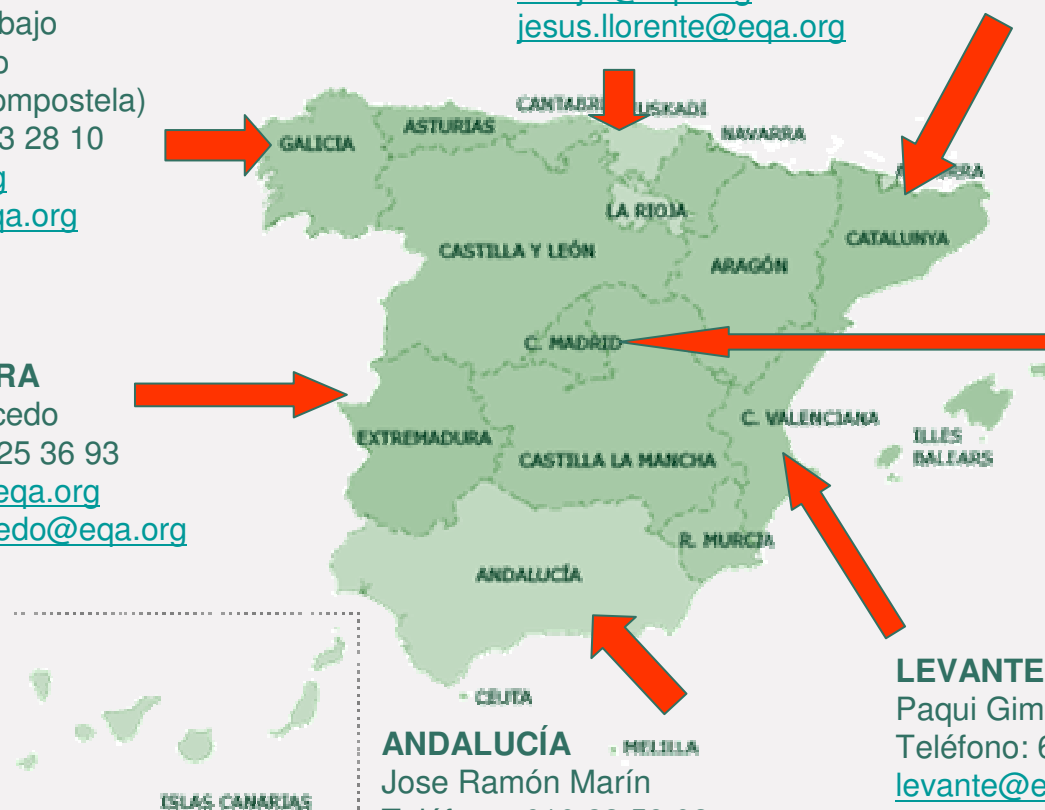 bajo
ompostela)
3 28 10
qa.org
jesus.llorente@eqa.org
GALICIA
ASTURIAS
NAVARRA
LA RIOJA
CASTILLA Y LEÓN
ARAGÓN
CATALUNYA
C. MADRID
RA
cedo
25 36 93
eqa.org
edo@eqa.org
EXTREMADURA
CASTILLA LA MANCHA
C. VALENCIANA
ILLES
BALEARS
R. MURCIA
ANDALUCÍA
CEUTA
MELILLA
ISLAS CANARIAS
ANDALUCÍA
Jose Ramón Marín
LEVANTE
Paqui Gim
Teléfono: 6
levante@e